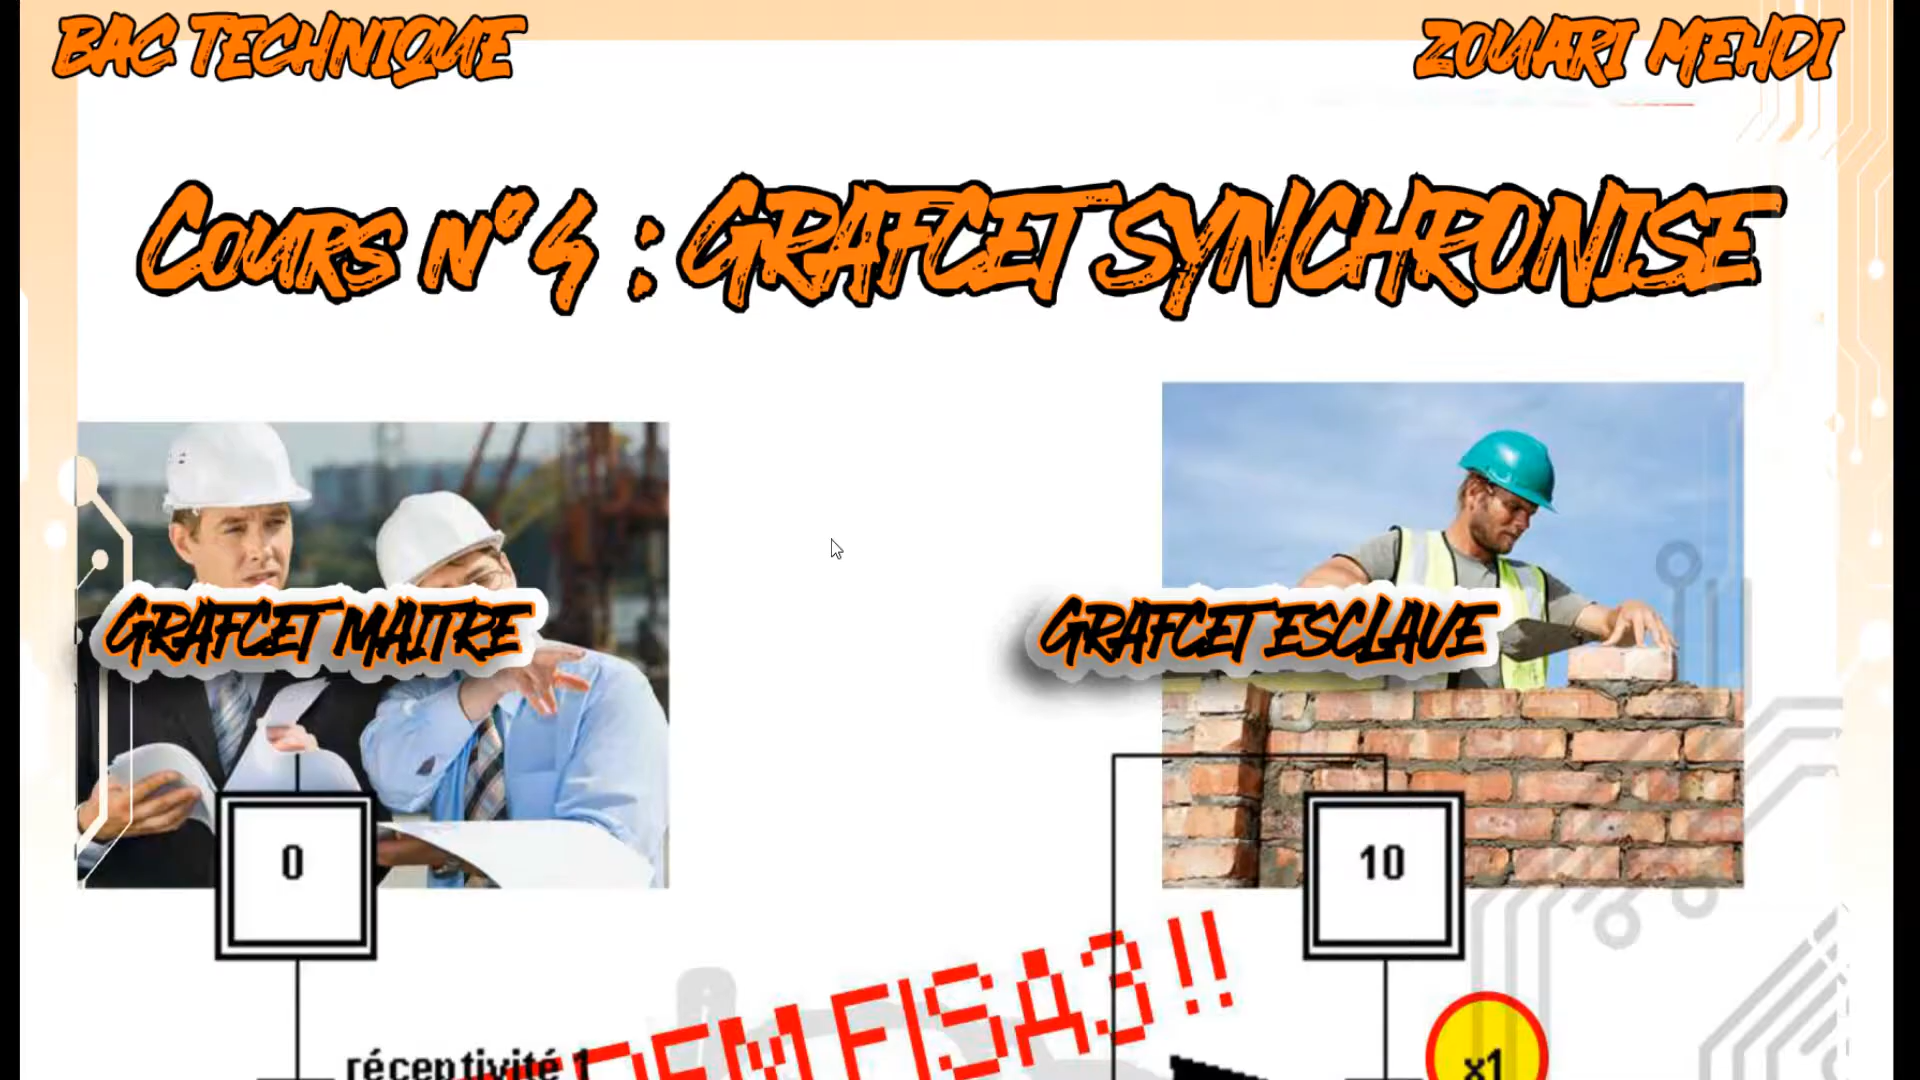 BAC TECHNIQUE
ZOUARI MEHDI
COURS N°4 : GRAFCET SYNCHRONISE
GRAFCET MAITRE
GRAFCET ESCLAVE
0
10
FISA3 !!
réceptivité 1
x1